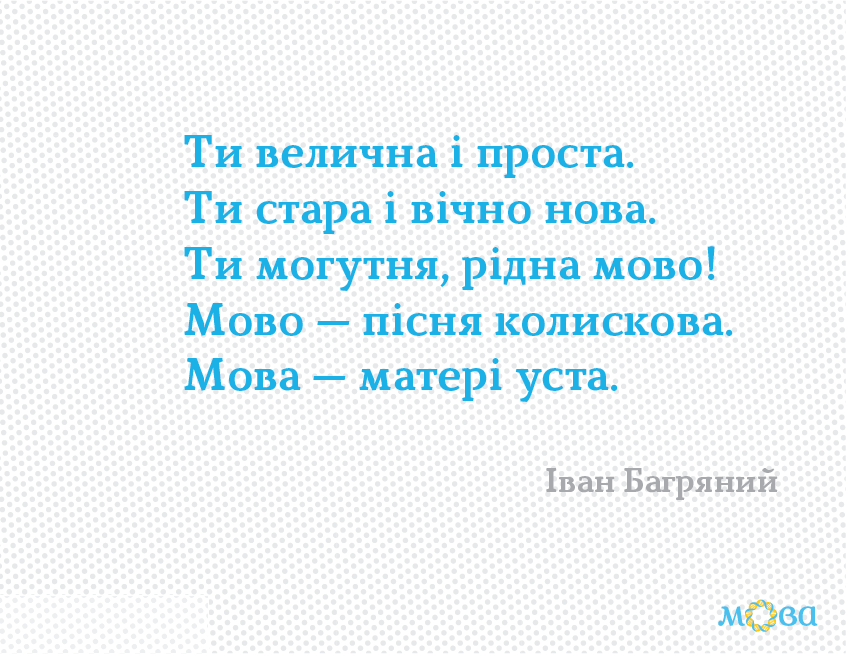 Ти велична і проста.
Ти стара і вічно нова.
Ти могутня, рідна мово!
Мово — пісня колискова.
Мова — матері уста.
Іван Багряний
мова